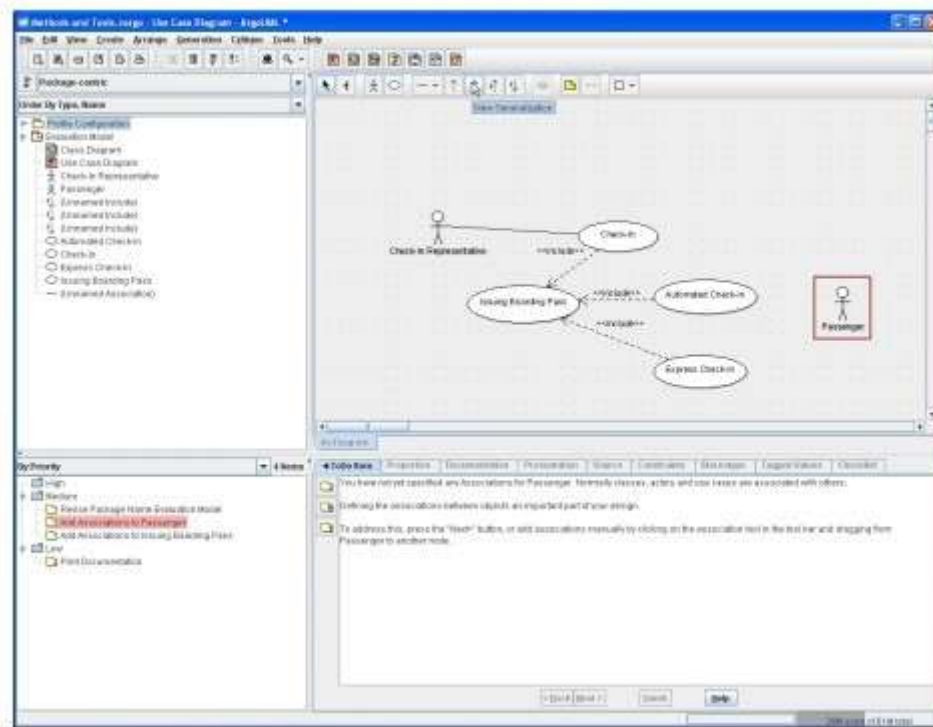 Methods and Tools.zargo - Use Case Diagram - ArgoUML *
File Edit View Create Arrange Generation Critique Tools Help
Package-centric
Order By Type, Name
Profile Configuration
Evaluation Model
Class Diagram
Use Case Diagram
Check-in Representative
Passenger
(Unnamed Include)
(Unnamed Include)
(Unnamed Include)
Automated Check-in
Check-in
Express Check-in
Issuing Boarding Pass
(Unnamed Association)
New Generalization
Check-in
Check-in Representative
<<include>>
Issuing Boarding Pass
<<include>>
Automated Check-in
<<include>>
Passenger
Express Check-in
As Diagram
By Priority
4 Items
High
Medium
Revise Package Name Evaluation Model
Add Associations to Passenger
Add Associations to Issuing Boarding Pass
Low
Print Documentation
ToDo Item Properties Documentation Presentation Source Constraints Stereotype Tagged Values Checklist
You have not yet specified any Associations for Passenger. Normally classes, actors and use cases are associated with others.
Defining the associations between objects an important part of your design.
To address this, press the "Next>" button, or add associations manually by clicking on the association tool in the tool bar and dragging from
Passenger to another node.
< Back Next > Finish Help